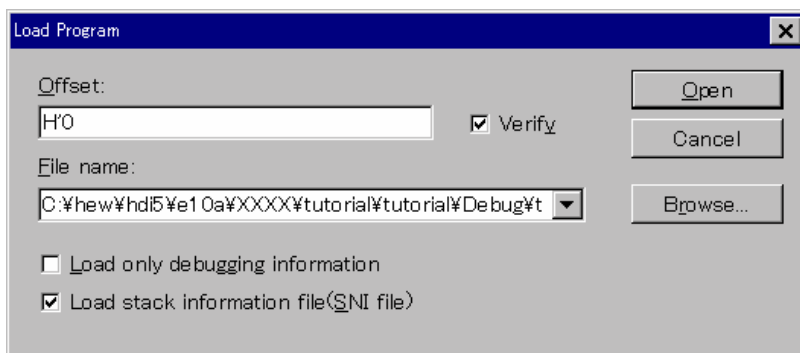 Load Program
Offset:
H'0
Verify
Open
Cancel
File name:
C:¥hew¥hdi5¥e10a¥XXXX¥tutorial¥tutorial¥Debug¥t
Browse...
Load only debugging information
Load stack information file(SNI file)